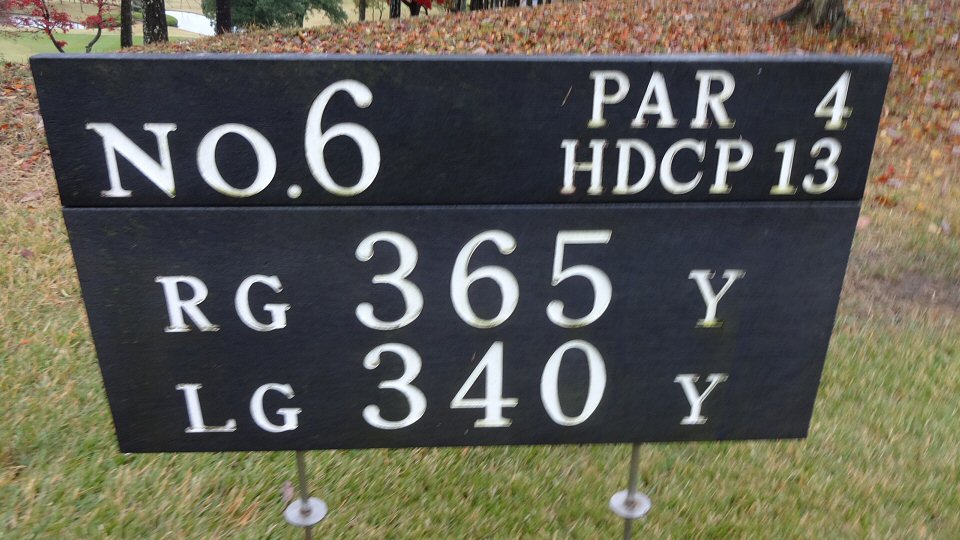 No.6 PAR 4
HDCP 13
RG 365 Y
LG 340 Y